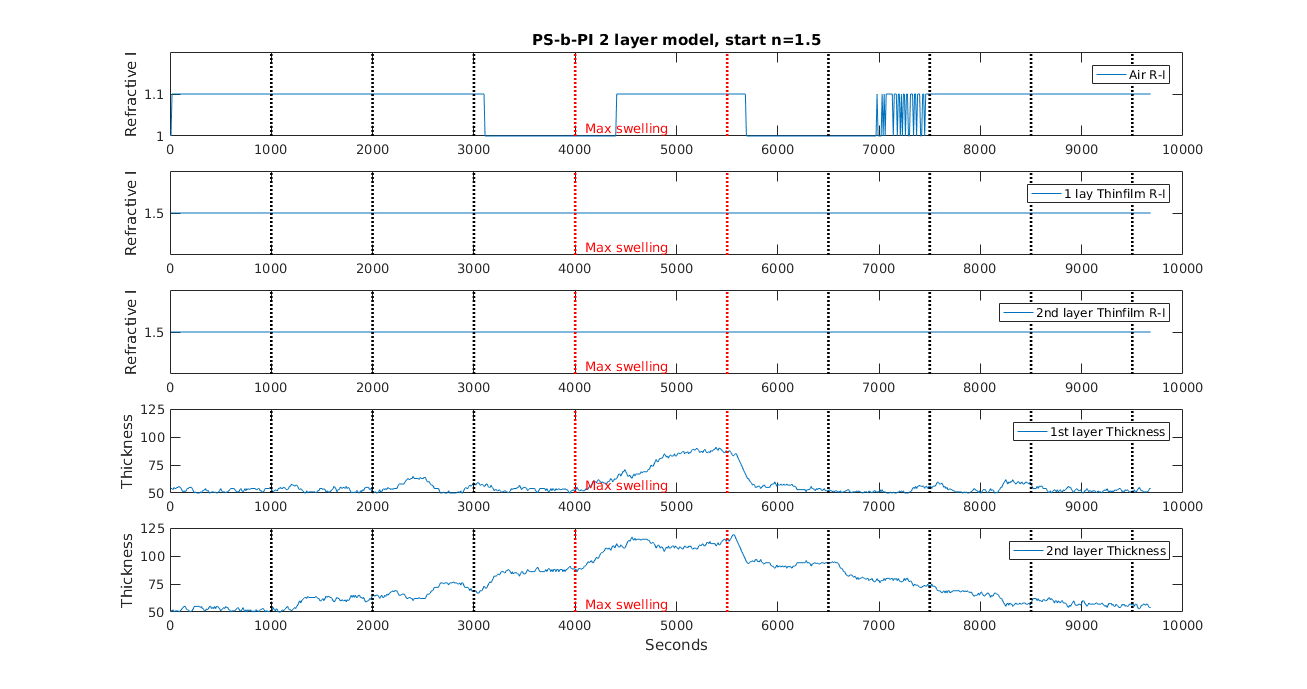 PS-b-PI 2 layer model, start n=1.5
Refractive I
1.1
1
Air R-I
Max swelling
0 1000 2000 3000 4000 5000 6000 7000 8000 9000 10000
Refractive I
1.5
1 lay Thinfilm R-I
Max swelling
0 1000 2000 3000 4000 5000 6000 7000 8000 9000 10000
Refractive I
1.5
2nd layer Thinfilm R-I
Max swelling
0 1000 2000 3000 4000 5000 6000 7000 8000 9000 10000
Thickness
125
100
75
50
1st layer Thickness
Max swelling
0 1000 2000 3000 4000 5000 6000 7000 8000 9000 10000
Thickness
125
100
75
50
2nd layer Thickness
Max swelling
0 1000 2000 3000 4000 5000 6000 7000 8000 9000 10000
Seconds